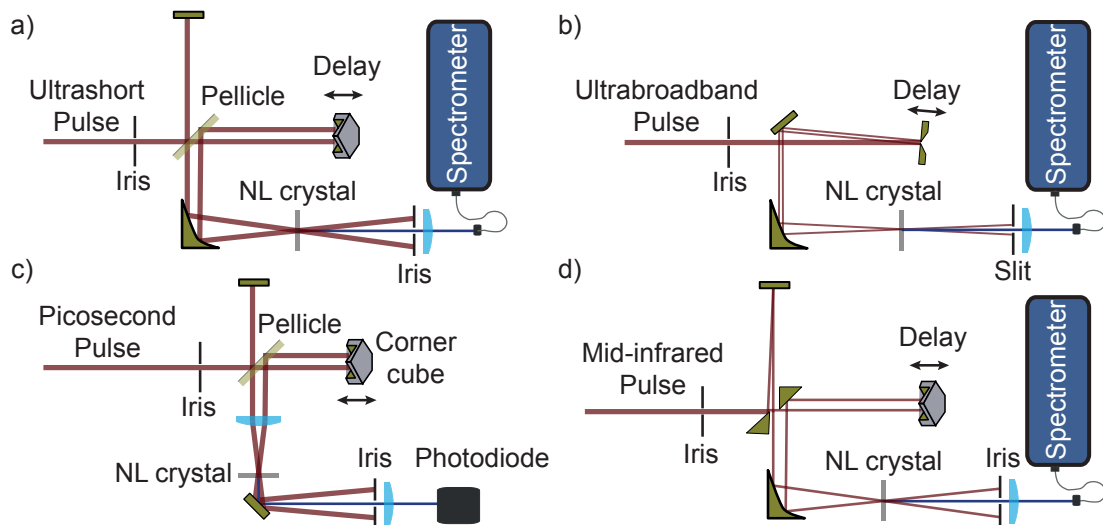 a)
Ultrashort
Pulse
Iris
Pellicle
Delay
NL crystal
Iris
Spectrometer
b)
Ultrabroadband
Pulse
Iris
Delay
NL crystal
Slit
Spectrometer
c)
Picosecond
Pulse
Iris
Pellicle
Corner
cube
NL crystal
Iris
Photodiode
d)
Mid-infrared
Pulse
Iris
Delay
NL crystal
Iris
Spectrometer